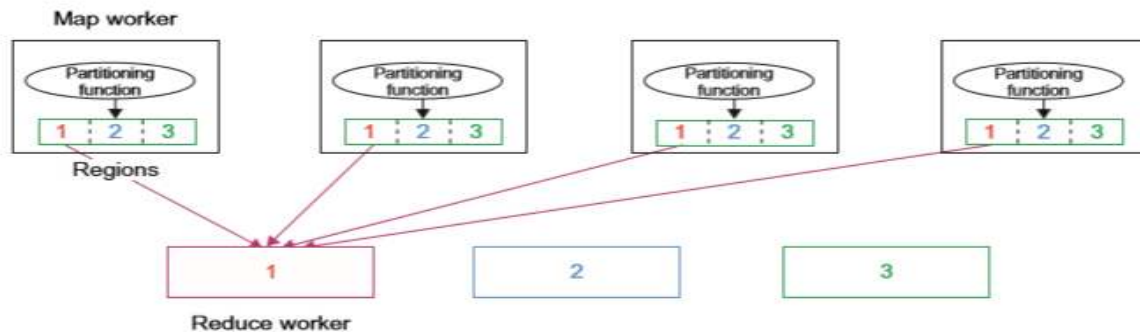 Map worker
Partitioning
function
1 2 3
Partitioning
function
1 2 3
Partitioning
function
1 2 3
Partitioning
function
1 2 3
Regions
1
2
3
Reduce worker